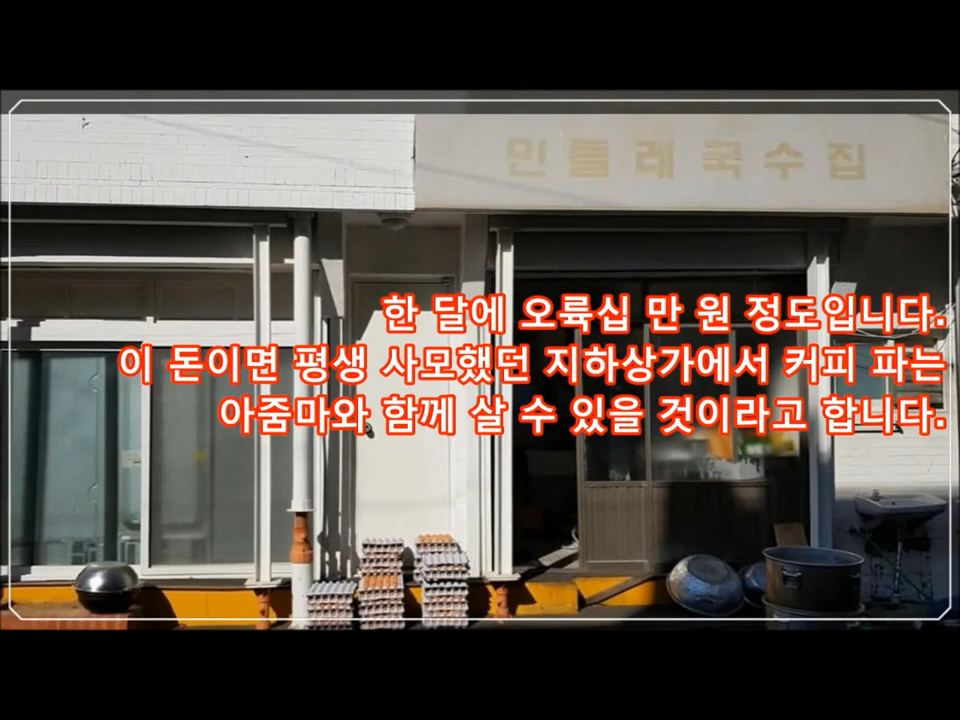 민들레국수집
한 달에 오륙십 만 원 정도입니다.
이 돈이면 평생 사모했던 지하상가에서 커피 파는
아줌마와 함께 살 수 있을 것이라고 합니다.